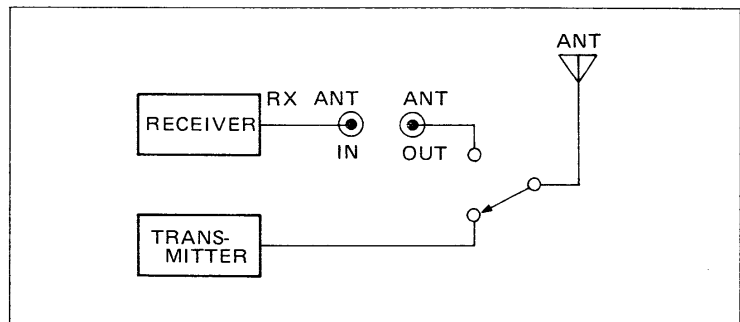 ANT
RX ANT
ANT
RECEIVER
IN
OUT
TRANS-
MITTER